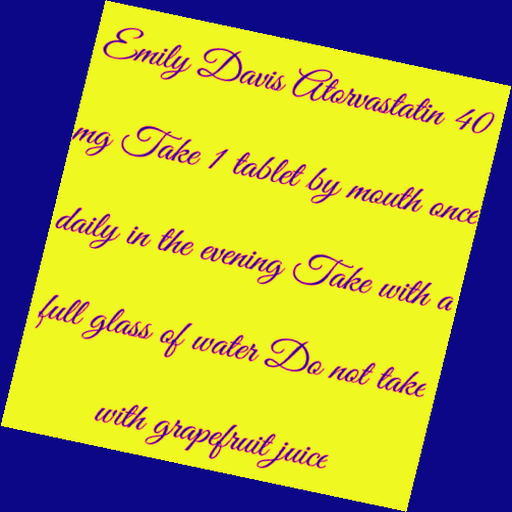 Emily Davis Atorvastatin 40
mg Take 1 tablet by mouth once
daily in the evening Take with a
full glass of water Do not take
with grapefruit juice